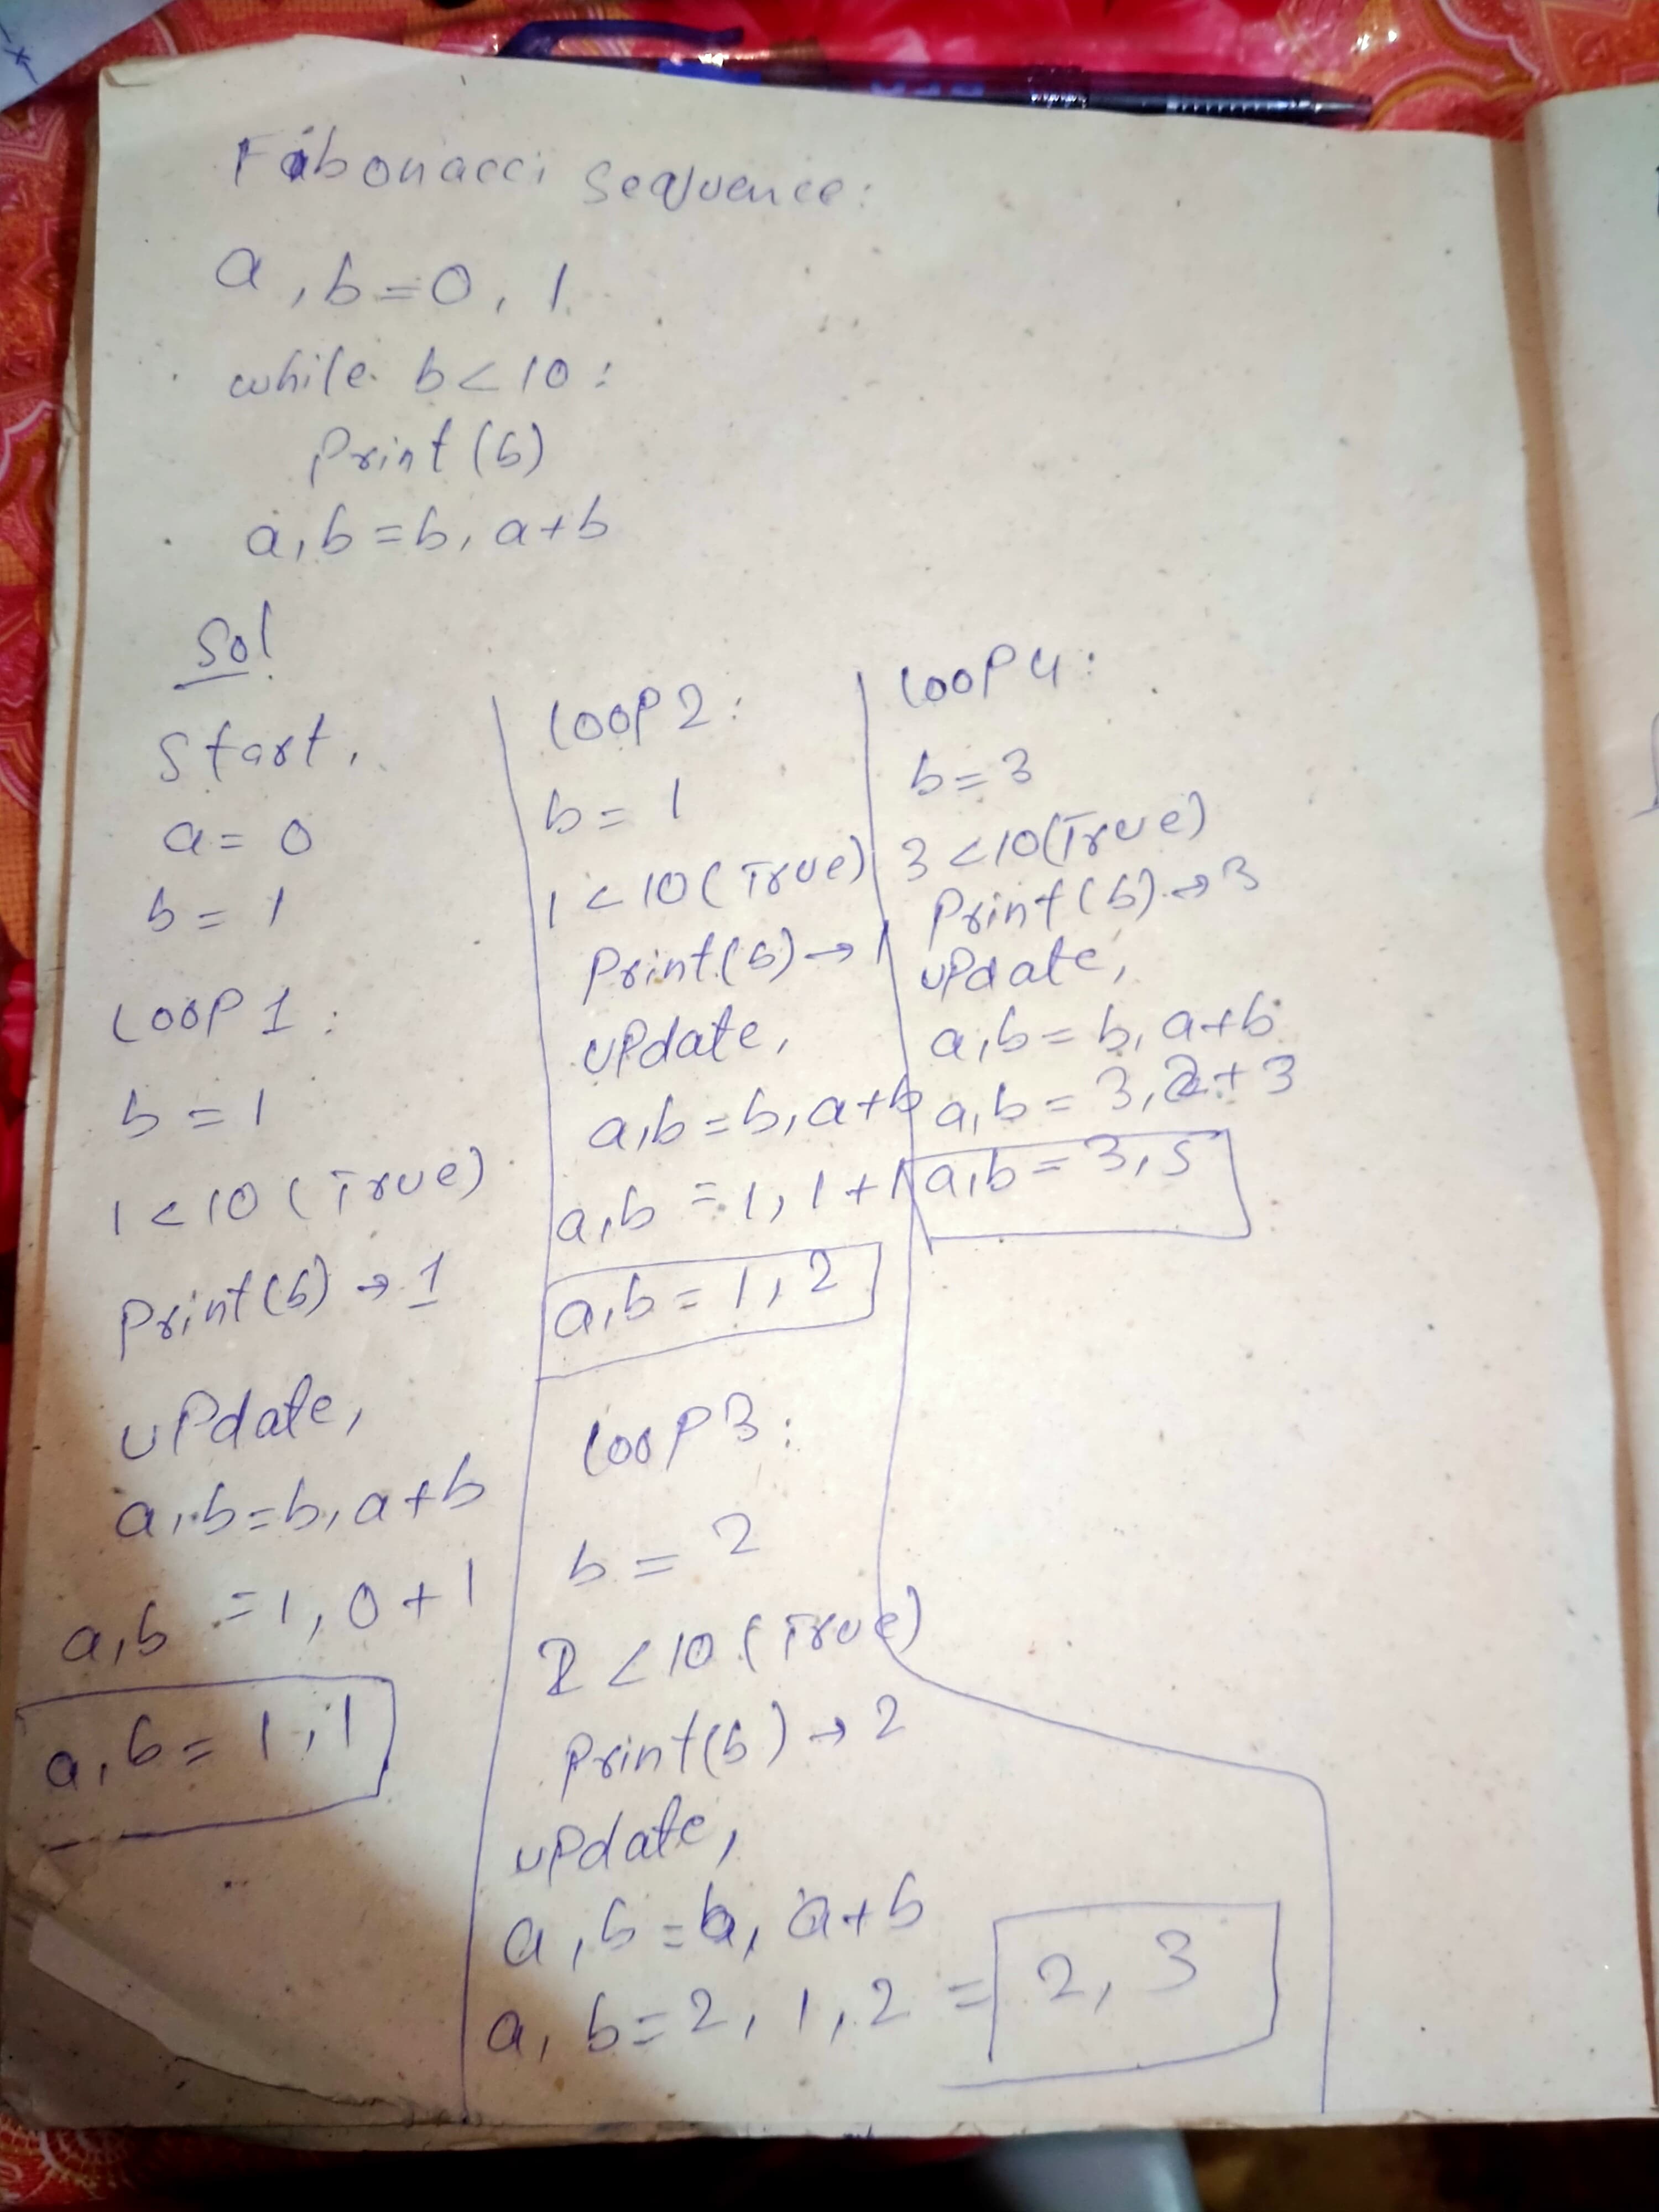 Fibonacci Sequence:
a, b=0, 1
while b<10:
Print(b)
a,b=b, a+b
Sol
Start,
a= 0
b= 1
LOOP 1:
b = 1
1<10 (True)
Print(b) → 1
uPdate,
a,b=b, a+b
a,b =1, 0+1
a,b= 1,1
LOOP 2:
b= 1
1<10 (True)
Print(b) → 1
uPdate,
a,b=b, a+b
a,b =1, 1+1
a,b= 1, 2
LOOP 3:
b = 2
2<10 (True)
Print(b) → 2
uPdate,
a,b=b, a+b
a, b=2, 1, 2 = 2, 3
LOOP 4:
b= 3
3<10(True)
Print(b) → 3
uPdate,
a,b= b, a+b
a,b= 3, 2+3
a,b= 3, 5